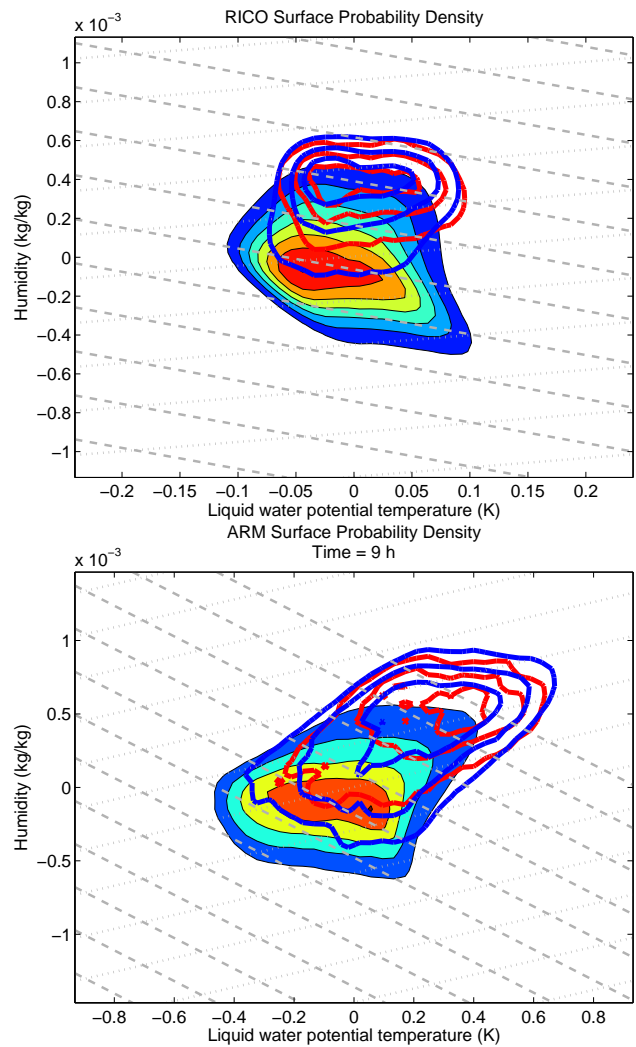 RICO Surface Probability Density
x 10⁻³
1
0.8
0.6
0.4
0.2
0
−0.2
−0.4
−0.6
−0.8
−1
Humidity (kg/kg)
−0.2 −0.15 −0.1 −0.05 0 0.05 0.1 0.15 0.2
Liquid water potential temperature (K)
ARM Surface Probability Density
Time = 9 h
x 10⁻³
1
0.5
0
−0.5
−1
Humidity (kg/kg)
−0.8 −0.6 −0.4 −0.2 0 0.2 0.4 0.6 0.8
Liquid water potential temperature (K)